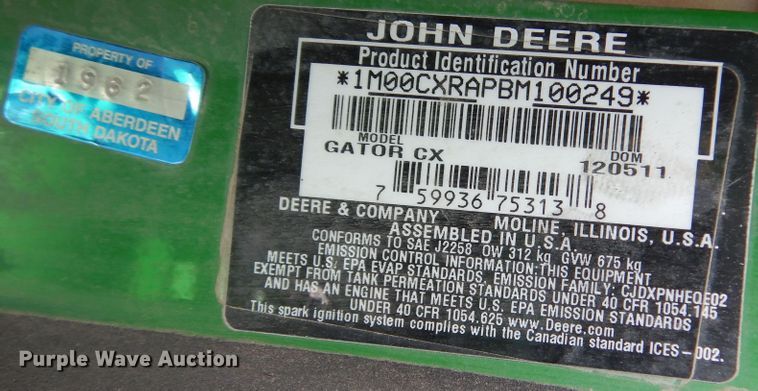 PROPERTY OF
1962
CITY OF ABERDEEN
SOUTH DAKOTA
JOHN DEERE
Product Identification Number
*1M00CXRAPBM100249*
MODEL
GATOR CX
DOM
120511
7 59936 75313 8
DEERE & COMPANY MOLINE, ILLINOIS, U.S.A.
ASSEMBLED IN U.S.A.
CONFORMS TO SAE J2258 OW 312 kg GVW 675 kg
EMISSION CONTROL INFORMATION:THIS EQUIPMENT
MEETS U.S. EPA EVAP STANDARDS, EMISSION FAMILY: CJDXPNHEQE02
EXEMPT FROM TANK PERMEATION STANDARDS UNDER 40 CFR 1054.145
AND HAS AN ENGINE THAT MEETS U.S. EPA EMISSION STANDARDS
UNDER 40 CFR 1054.625 www.Deere.com
This spark ignition system complies with the Canadian standard ICES-002.
Purple Wave Auction